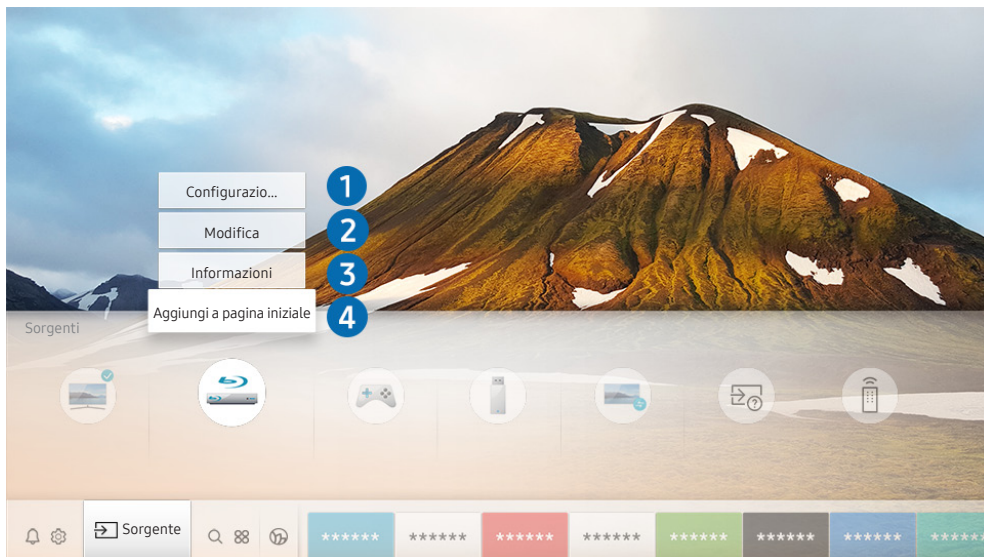 Configurazio...
1
Modifica
2
Informazioni
3
Aggiungi a pagina iniziale
4
Sorgenti
?
Sorgente
****** ****** ****** ****** ****** ****** ****** ******